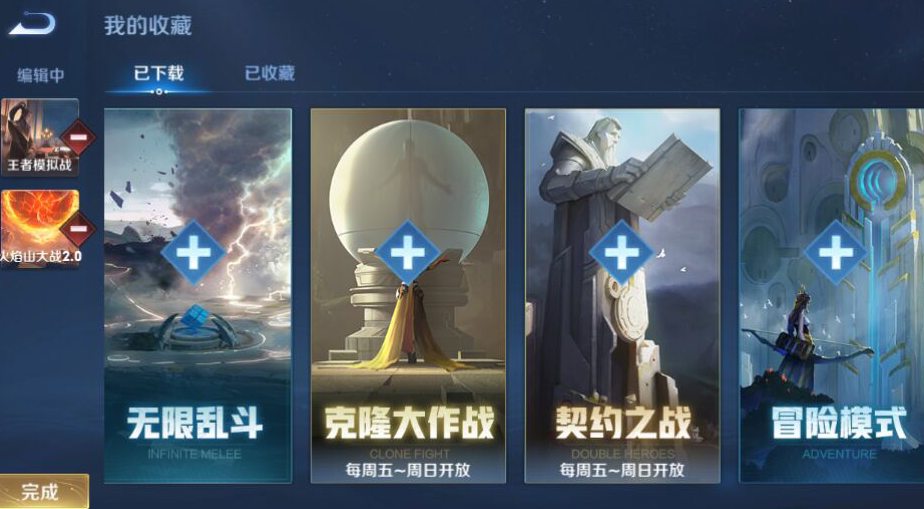 我的收藏
编辑中
已下载
已收藏
王者模拟战
火焰山大战2.0
无限乱斗
INFINITE MELEE
克隆大作战
CLONE FIGHT
每周五~周日开放
契约之战
DOUBLE HEROES
每周五~周日开放
冒险模式
ADVENTURE
完成